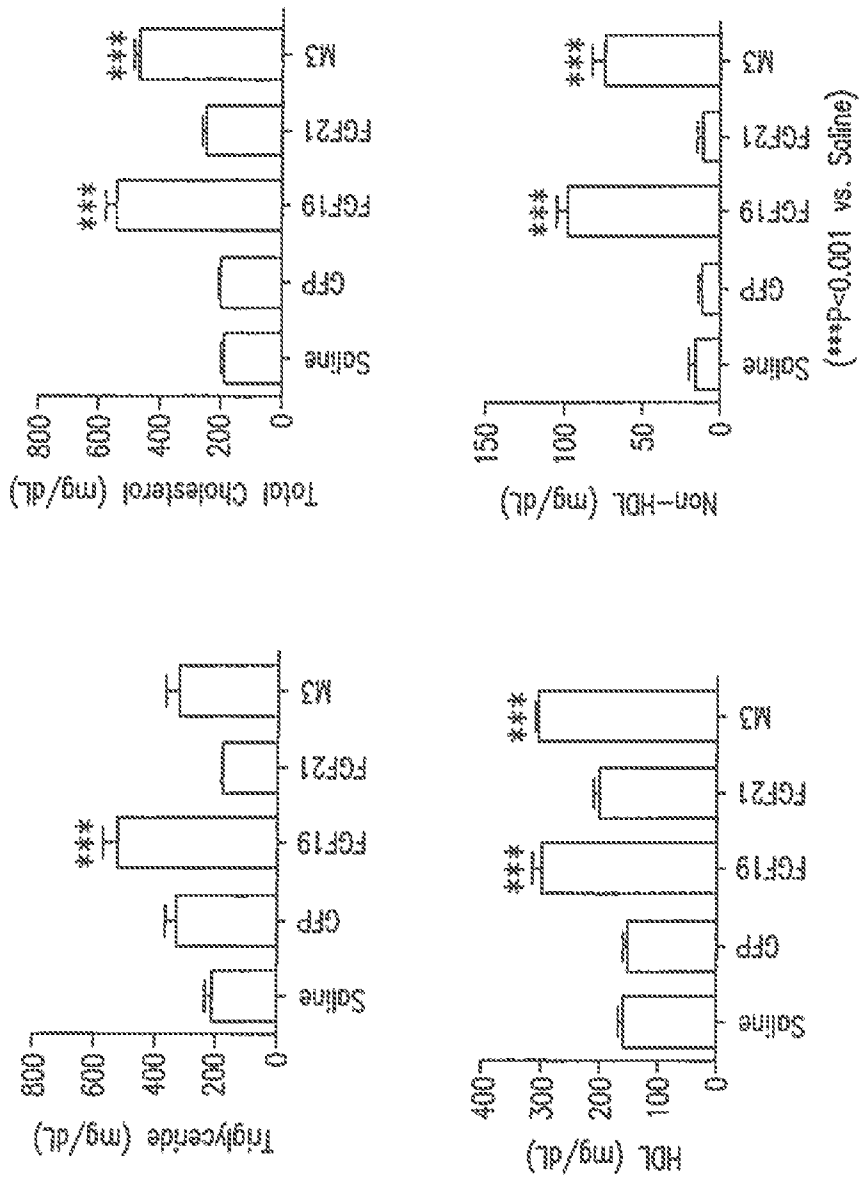 Triglyceride (mg/dL)
800
600
400
200
0
***
Saline
GFP
FGF19
FGF21
M3
Total Cholesterol (mg/dL)
800
600
400
200
0
***
***
Saline
GFP
FGF19
FGF21
M3
HDL (mg/dL)
400
300
200
100
0
***
***
Saline
GFP
FGF19
FGF21
M3
Non-HDL (mg/dL)
150
100
50
0
***
***
Saline
GFP
FGF19
FGF21
M3
(***P<0.001 vs. Saline)